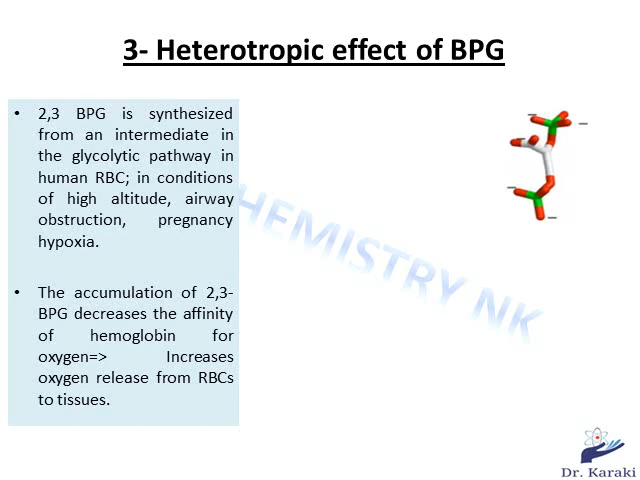 3- Heterotropic effect of BPG
• 2,3 BPG is synthesized
from an intermediate in
the glycolytic pathway in
human RBC; in conditions
of high altitude, airway
obstruction, pregnancy
hypoxia.
• The accumulation of 2,3-
BPG decreases the affinity
of hemoglobin for
oxygen=> Increases
oxygen release from RBCs
to tissues.
HEMISTRY NK
Dr. Karaki